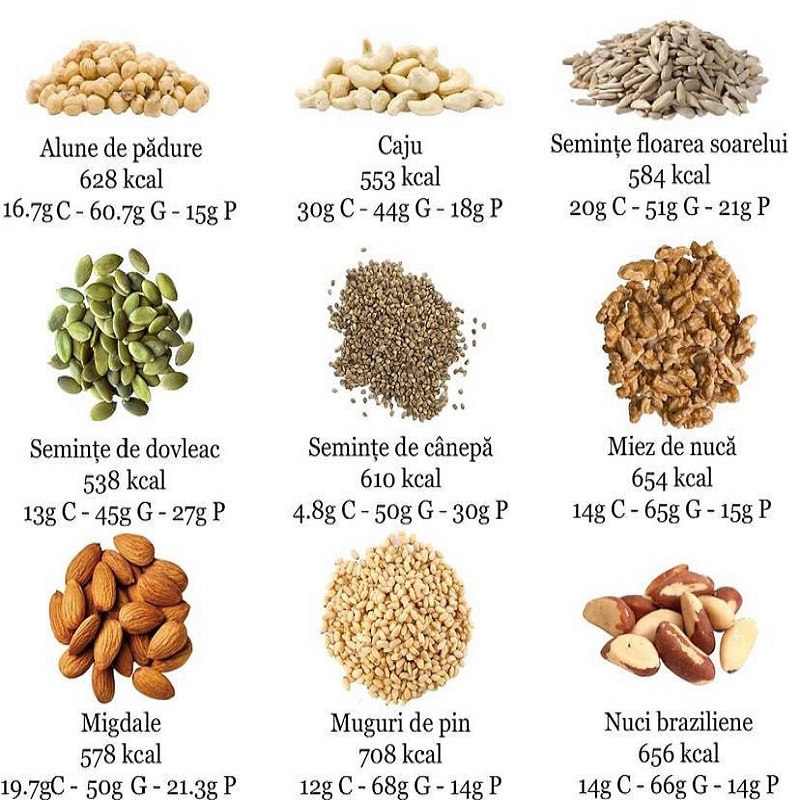 Alune de pădure
628 kcal
16.7g C - 60.7g G - 15g P
Caju
553 kcal
30g C - 44g G - 18g P
Semințe floarea soarelui
584 kcal
20g C - 51g G - 21g P
Semințe de dovleac
538 kcal
13g C - 45g G - 27g P
Semințe de cânepă
610 kcal
4.8g C - 50g G - 30g P
Miez de nucă
654 kcal
14g C - 65g G - 15g P
Migdale
578 kcal
19.7gC - 50g G - 21.3g P
Muguri de pin
708 kcal
12g C - 68g G - 14g P
Nuci braziliene
656 kcal
14g C - 66g G - 14g P